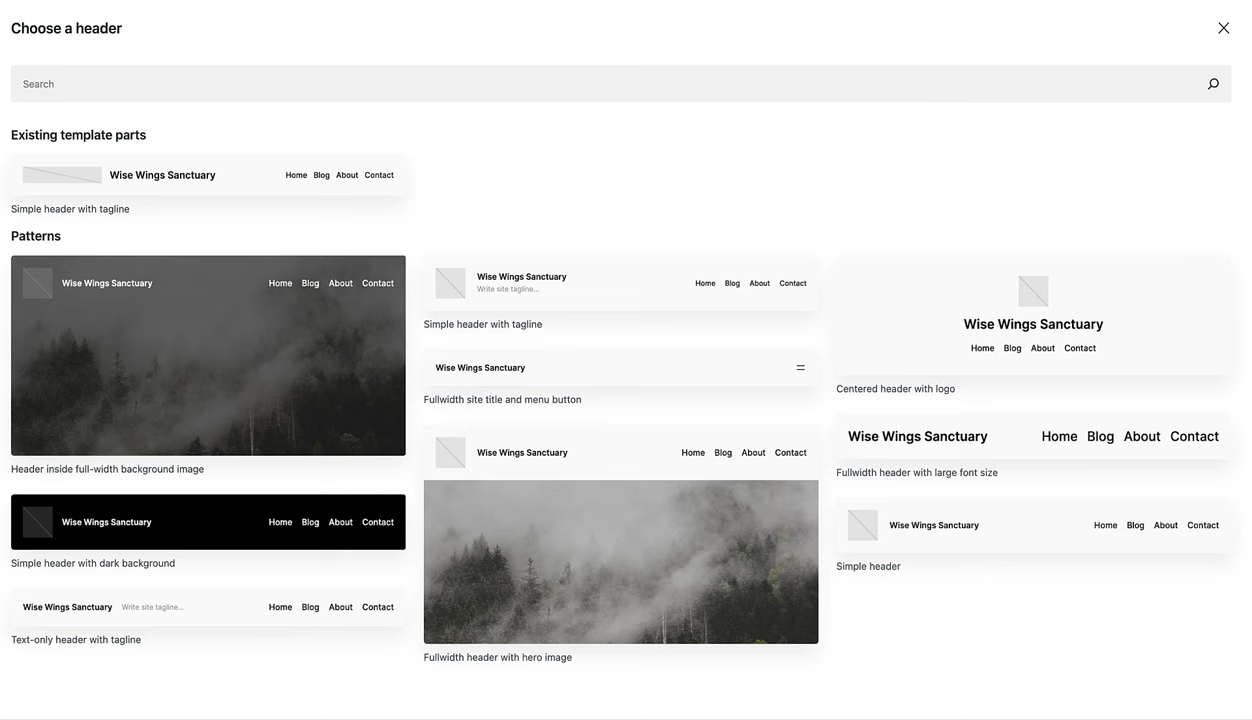 Choose a header
Search
Existing template parts
Wise Wings Sanctuary Home Blog About Contact
Simple header with tagline
Patterns
Wise Wings Sanctuary Home Blog About Contact
Header inside full-width background image
Wise Wings Sanctuary Home Blog About Contact
Simple header with dark background
Wise Wings Sanctuary Write site tagline... Home Blog About Contact
Text-only header with tagline
Wise Wings Sanctuary Home Blog About Contact
Write site tagline...
Simple header with tagline
Wise Wings Sanctuary
Fullwidth site title and menu button
Wise Wings Sanctuary Home Blog About Contact
Fullwidth header with hero image
Wise Wings Sanctuary
Home Blog About Contact
Centered header with logo
Wise Wings Sanctuary Home Blog About Contact
Fullwidth header with large font size
Wise Wings Sanctuary Home Blog About Contact
Simple header